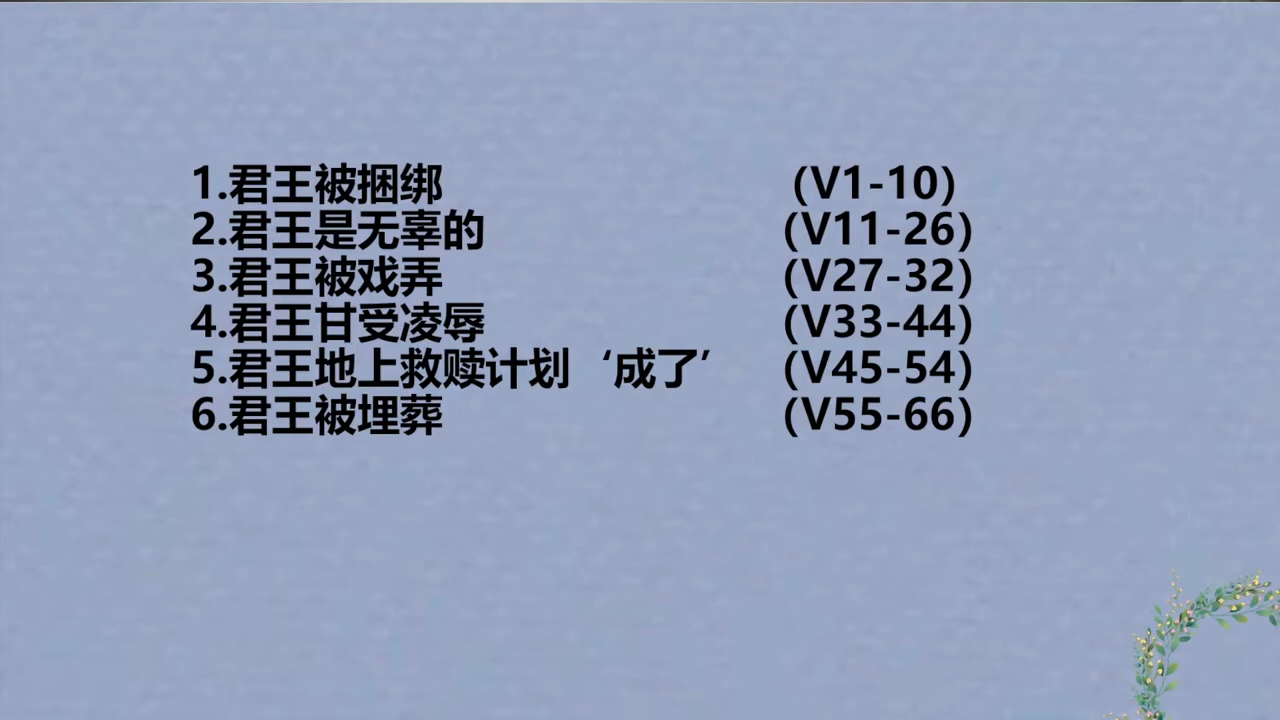 1.君王被捆绑 (V1-10)
2.君王是无辜的 (V11-26)
3.君王被戏弄 (V27-32)
4.君王甘受凌辱 (V33-44)
5.君王地上救赎计划‘成了’ (V45-54)
6.君王被埋葬 (V55-66)